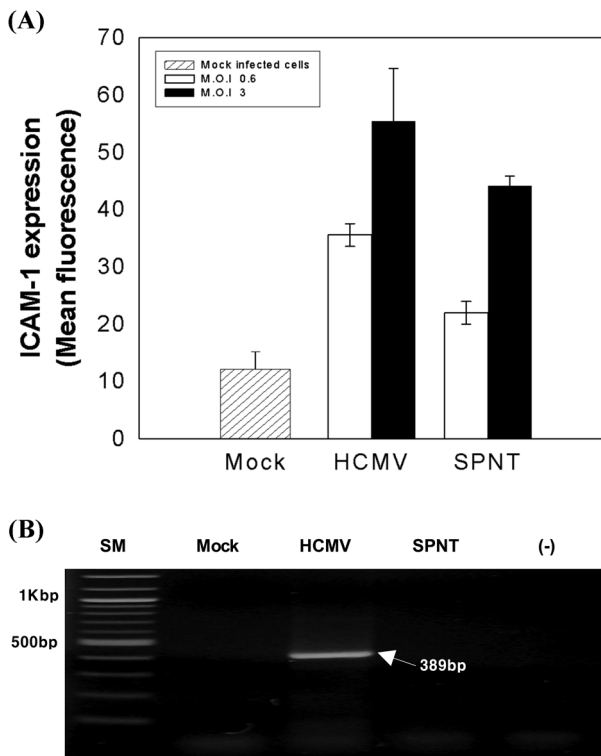 (A)
ICAM-1 expression
(Mean fluorescence)
70
60
50
40
30
20
10
0
Mock infected cells
M.O.I 0.6
M.O.I 3
Mock HCMV SPNT
(B)
SM Mock HCMV SPNT (-)
1Kbp
500bp
389bp